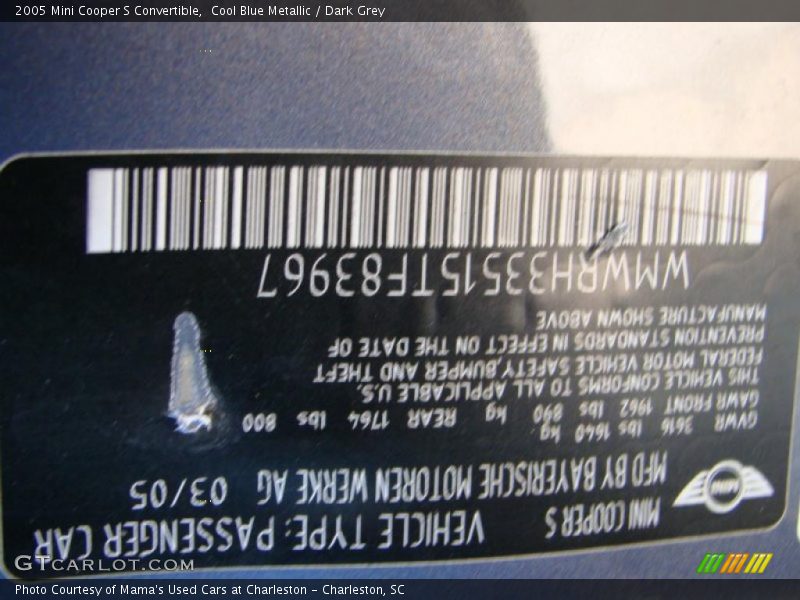 2005 Mini Cooper S Convertible,  Cool Blue Metallic / Dark Grey
MINI COOPER S VEHICLE TYPE: PASSENGER CAR
MFD BY BAYERISCHE MOTOREN WERKE AG 03/05
MINI
GVWR 3616 lbs 1640 kg
GAWR FRONT 1962 lbs 890 kg REAR 1764 lbs 800
THIS VEHICLE CONFORMS TO ALL APPLICABLE U.S.
FEDERAL MOTOR VEHICLE SAFETY, BUMPER AND THEFT
PREVENTION STANDARDS IN EFFECT ON THE DATE OF
MANUFACTURE SHOWN ABOVE
WMWRH33515TF83967
GTCARLOT.COM
Photo Courtesy of Mama's Used Cars at Charleston – Charleston, SC